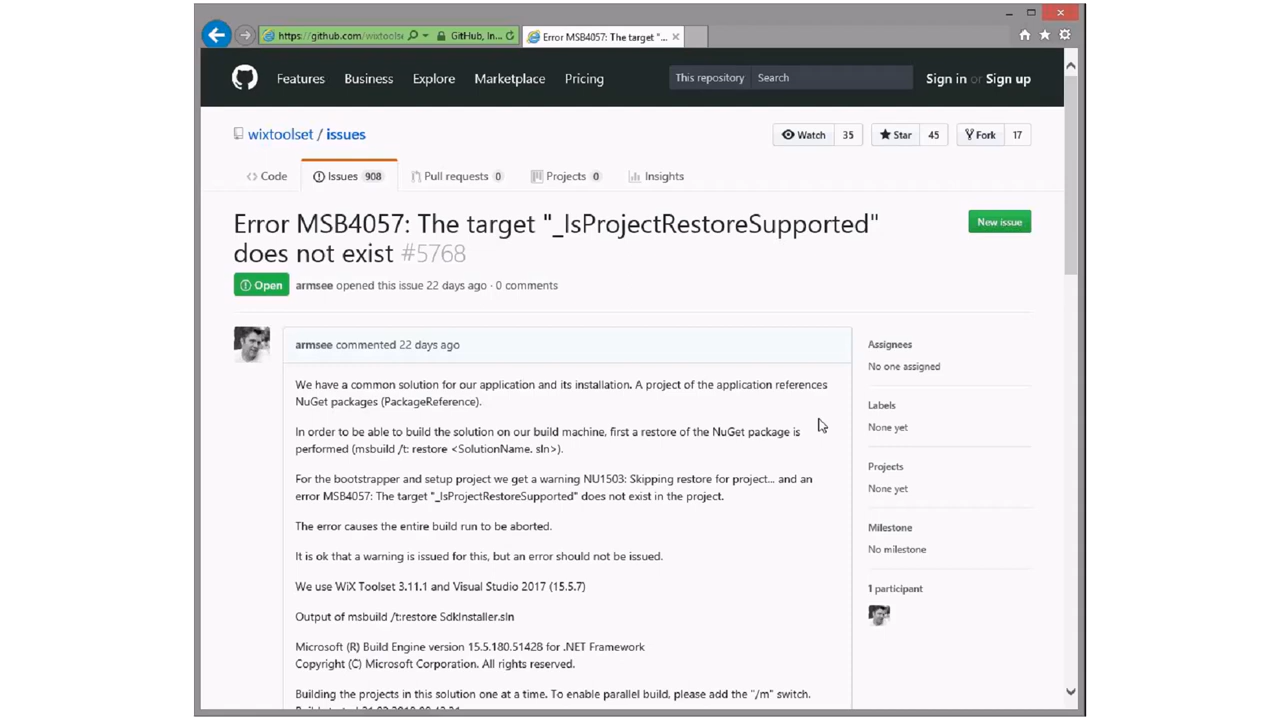 https://github.com/wixtoolse
GitHub, In...
Error MSB4057: The target "_...
Features
Business
Explore
Marketplace
Pricing
This repository
Search
Sign in or Sign up
wixtoolset / issues
Watch 35
Star 45
Fork 17
Code
Issues 908
Pull requests 0
Projects 0
Insights
Error MSB4057: The target "_IsProjectRestoreSupported"
does not exist #5768
New issue
Open
armsee opened this issue 22 days ago · 0 comments
armsee commented 22 days ago
We have a common solution for our application and its installation. A project of the application references
NuGet packages (PackageReference).
In order to be able to build the solution on our build machine, first a restore of the NuGet package is
performed (msbuild /t: restore <SolutionName. sln>).
For the bootstrapper and setup project we get a warning NU1503: Skipping restore for project... and an
error MSB4057: The target "_IsProjectRestoreSupported" does not exist in the project.
The error causes the entire build run to be aborted.
It is ok that a warning is issued for this, but an error should not be issued.
We use WiX Toolset 3.11.1 and Visual Studio 2017 (15.5.7)
Output of msbuild /t:restore SdkInstaller.sln
Microsoft (R) Build Engine version 15.5.180.51428 for .NET Framework
Copyright (C) Microsoft Corporation. All rights reserved.
Building the projects in this solution one at a time. To enable parallel build, please add the "/m" switch.
Assignees
No one assigned
Labels
None yet
Projects
None yet
Milestone
No milestone
1 participant